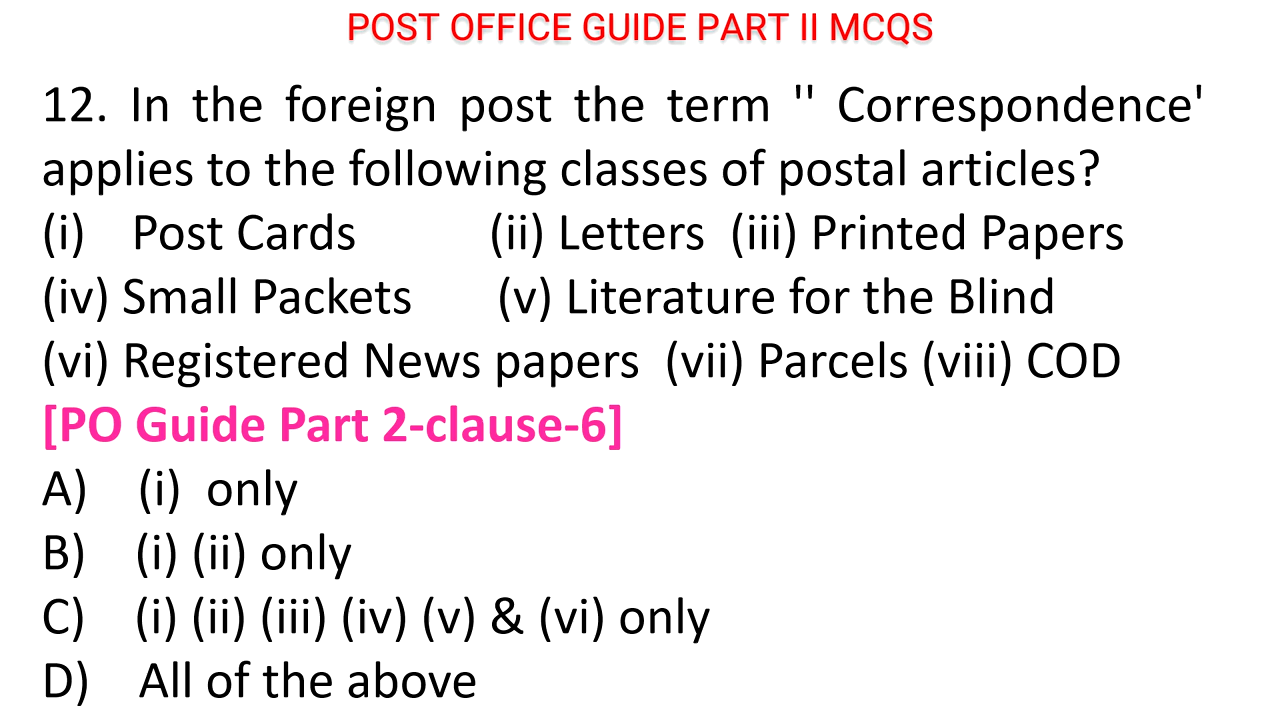 POST OFFICE GUIDE PART II MCQS
12. In the foreign post the term '' Correspondence'
applies to the following classes of postal articles?
(i) Post Cards (ii) Letters (iii) Printed Papers
(iv) Small Packets (v) Literature for the Blind
(vi) Registered News papers (vii) Parcels (viii) COD
[PO Guide Part 2-clause-6]
A) (i) only
B) (i) (ii) only
C) (i) (ii) (iii) (iv) (v) & (vi) only
D) All of the above